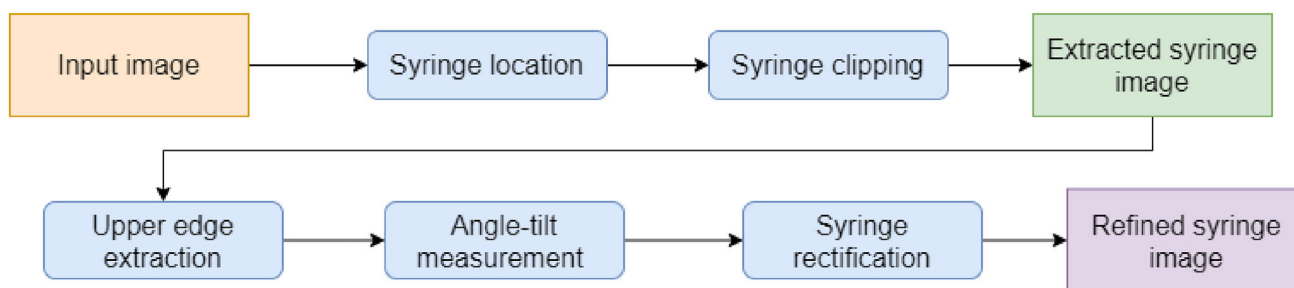 Input image
Syringe location
Syringe clipping
Extracted syringe
image
Upper edge
extraction
Angle-tilt
measurement
Syringe
rectification
Refined syringe
image